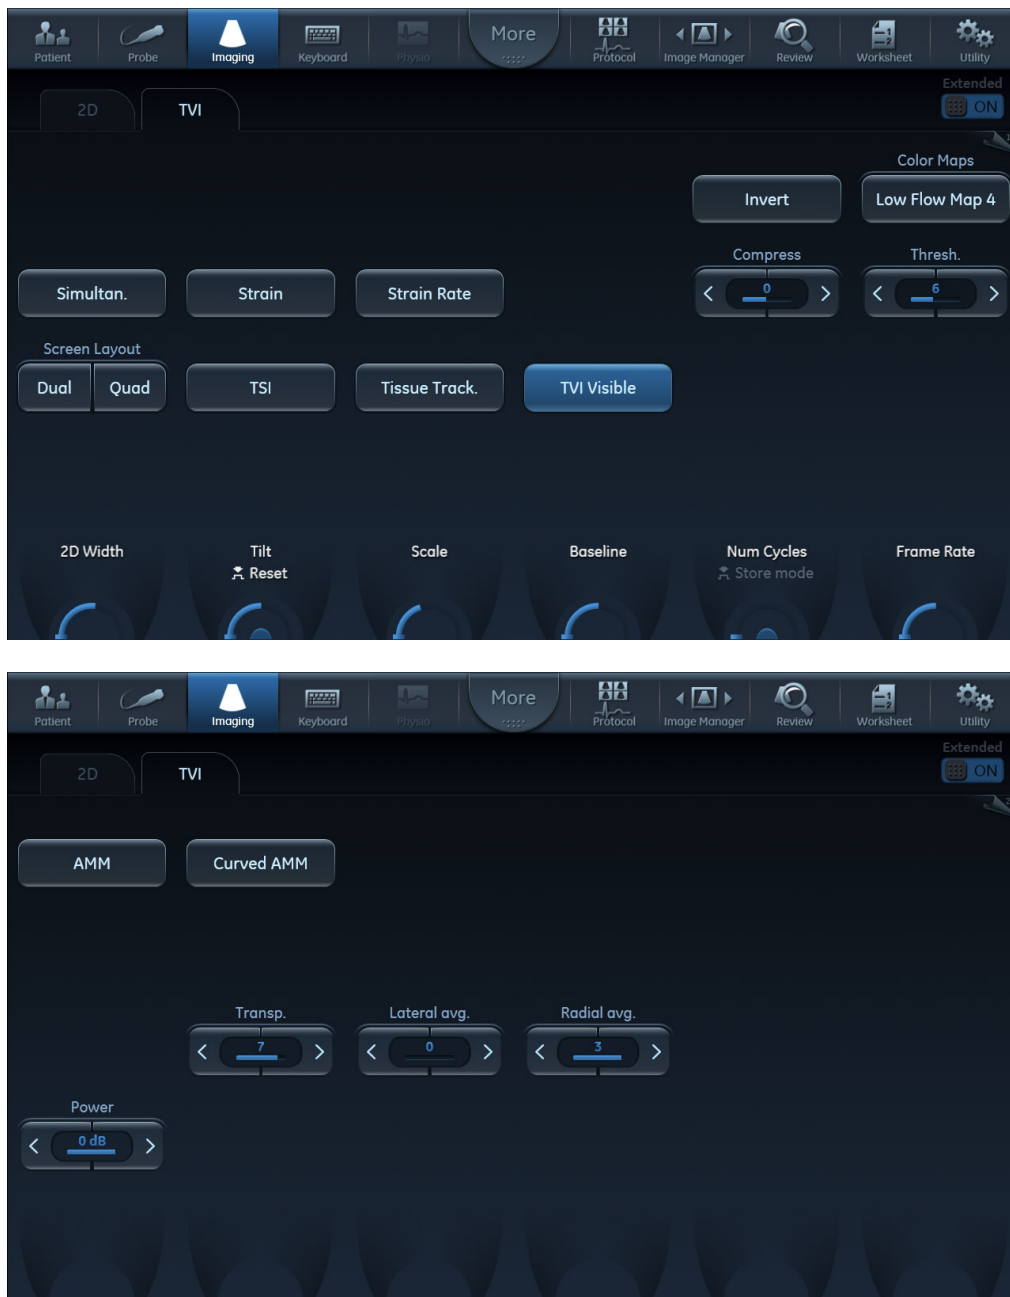 Patient Probe Imaging Keyboard Physio More Protocol Image Manager Review Worksheet Utility
Extended
ON
2D TVI
1
Color Maps
Invert Low Flow Map 4
Compress Thresh.
Simultan. Strain Strain Rate 0 6
Screen Layout
Dual Quad TSI Tissue Track. TVI Visible
2D Width Tilt Scale Baseline Num Cycles Frame Rate
Reset Store mode
Patient Probe Imaging Keyboard Physio More Protocol Image Manager Review Worksheet Utility
Extended
ON
2D TVI
2
AMM Curved AMM
Transp. Lateral avg. Radial avg.
7 0 3
Power
0 dB